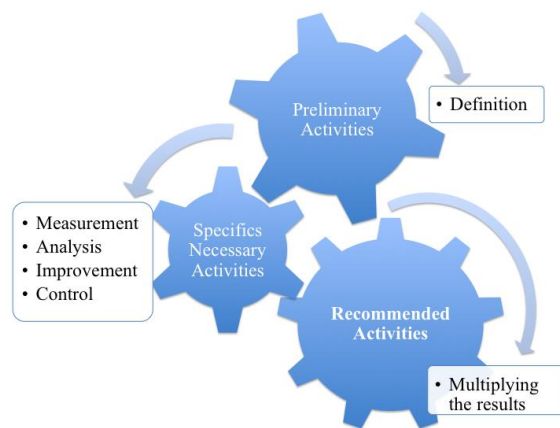 Preliminary
Activities
• Definition
Specifics
Necessary
Activities
• Measurement
• Analysis
• Improvement
• Control
Recommended
Activities
• Multiplying
the results